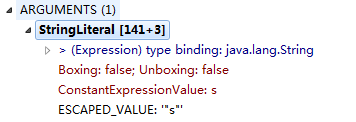 ARGUMENTS (1)
StringLiteral [141+3]
> (Expression) type binding: java.lang.String
Boxing: false; Unboxing: false
ConstantExpressionValue: s
ESCAPED_VALUE: '"s"'